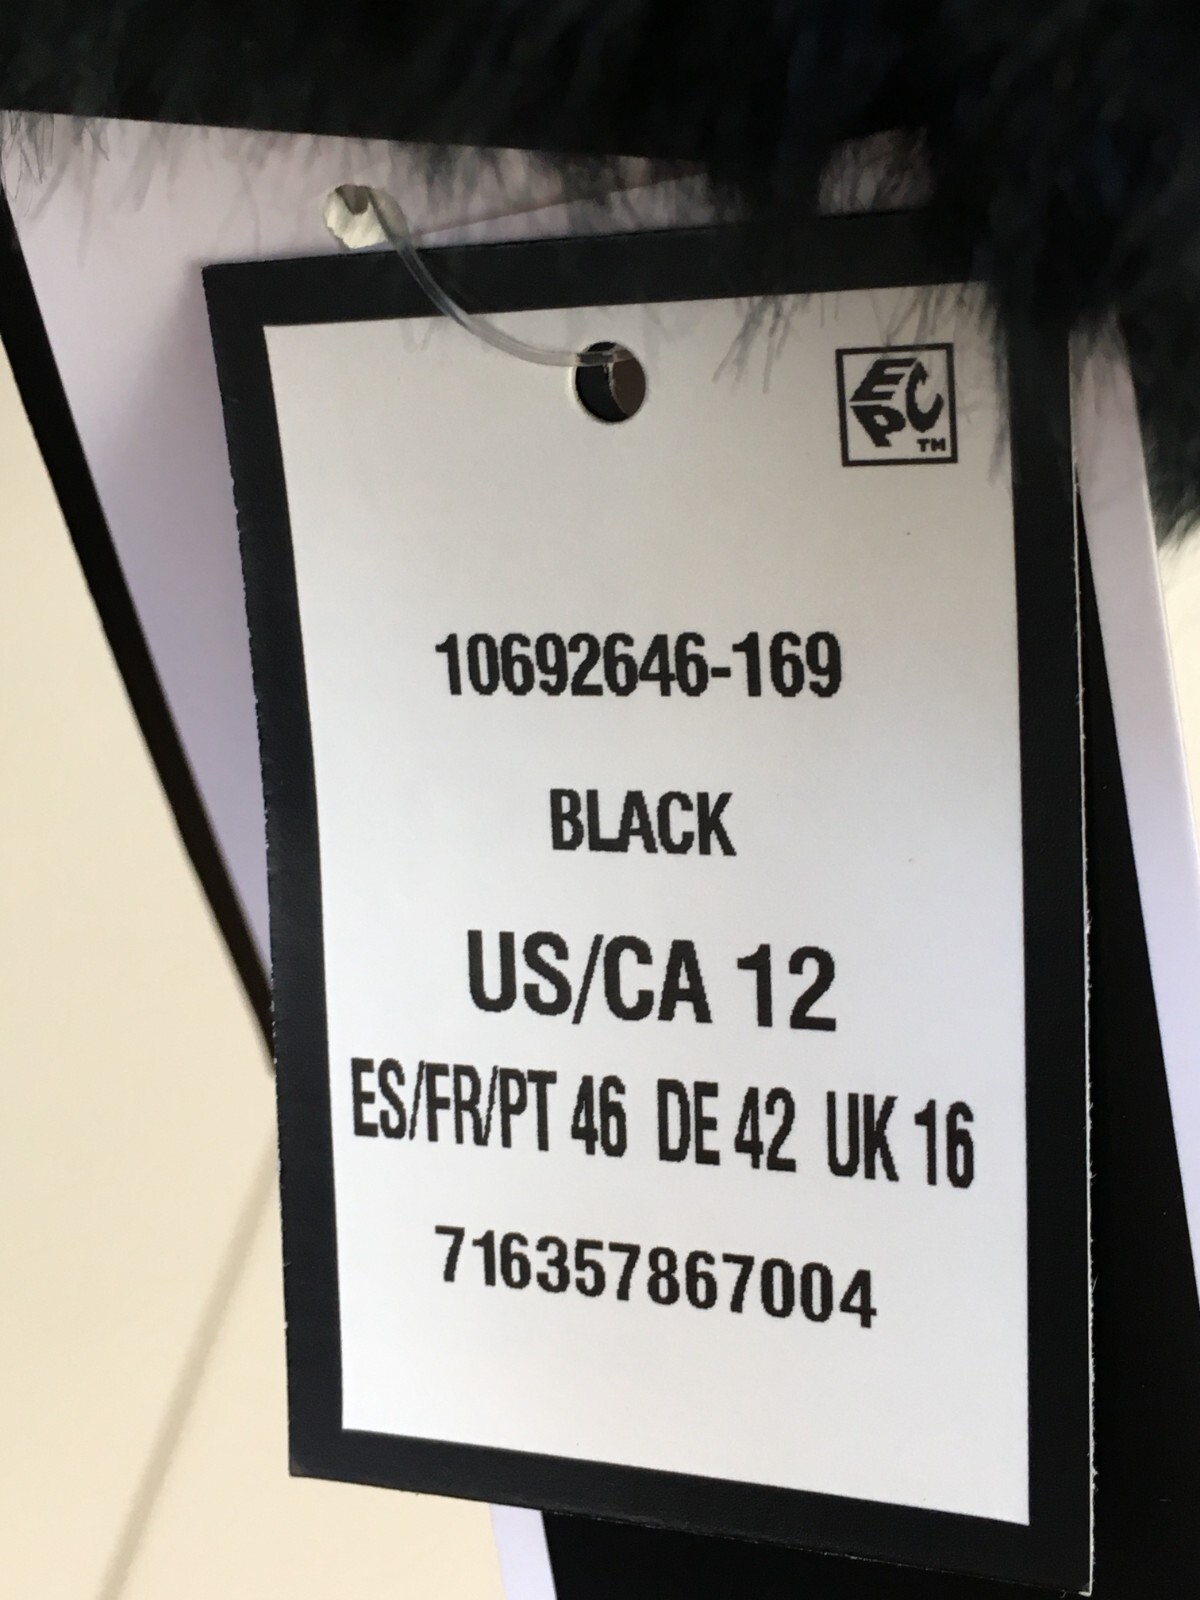 EPC TM
10692646-169
BLACK
US/CA 12
ES/FR/PT 46 DE 42 UK 16
716357867004